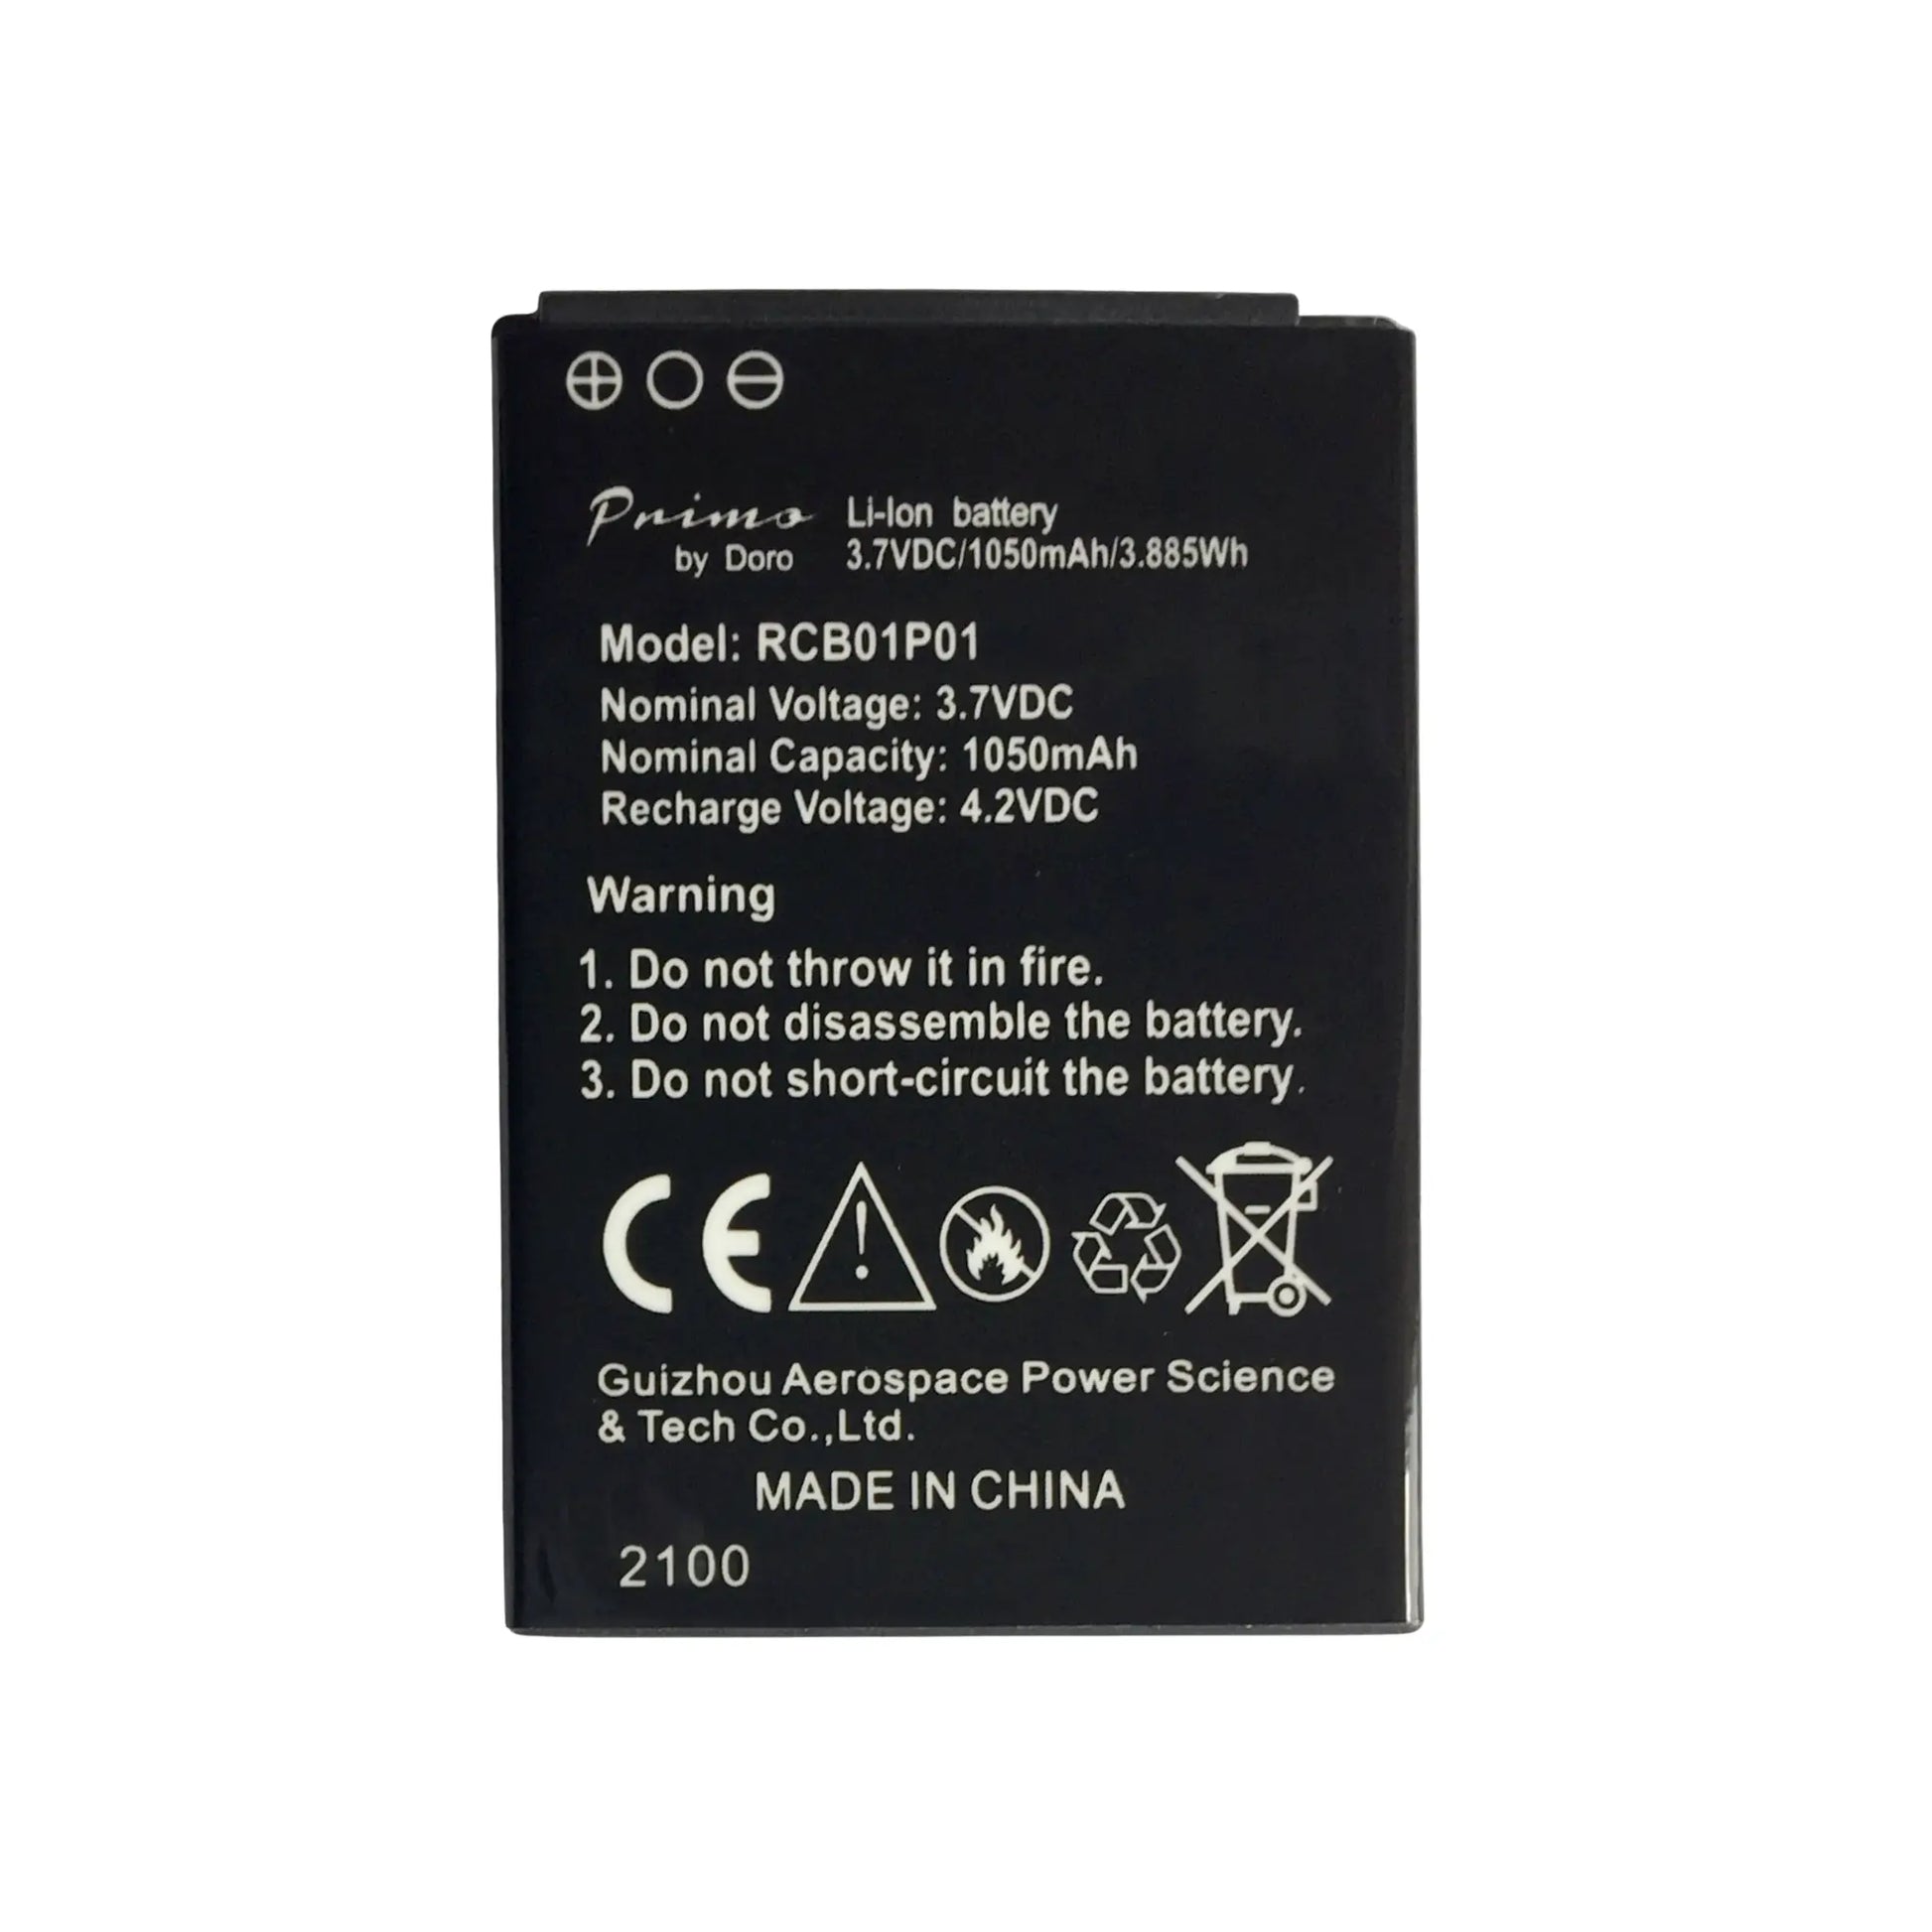 Primo Li-Ion battery
by Doro 3.7VDC/1050mAh/3.885Wh
Model: RCB01P01
Nominal Voltage: 3.7VDC
Nominal Capacity: 1050mAh
Recharge Voltage: 4.2VDC
Warning
1. Do not throw it in fire.
2. Do not disassemble the battery.
3. Do not short-circuit the battery.
CE
Guizhou Aerospace Power Science
& Tech Co.,Ltd.
MADE IN CHINA
2100